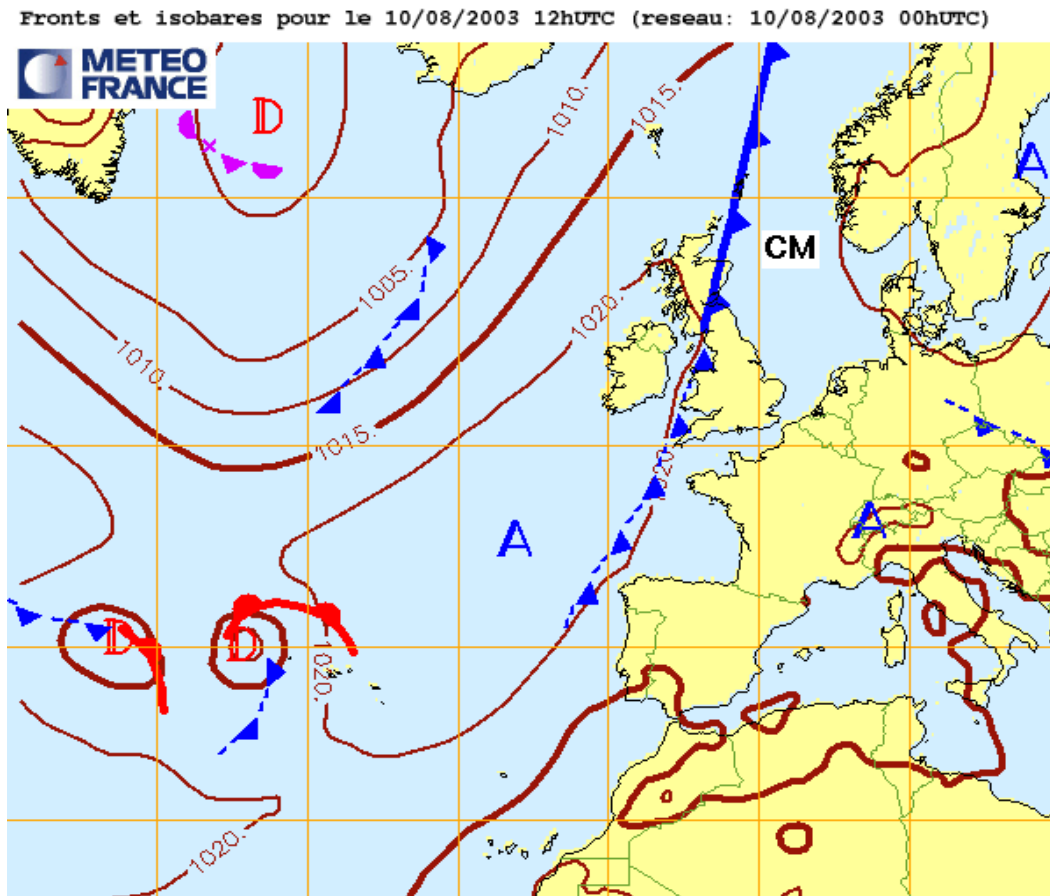 Fronts et isobares pour le 10/08/2003 12hUTC (reseau: 10/08/2003 00hUTC)
METEO
FRANCE
D
1010.
1015.
A
CM
1005.
1020.
1010.
1015.
1020.
A
A
D
D
1020.
1020.